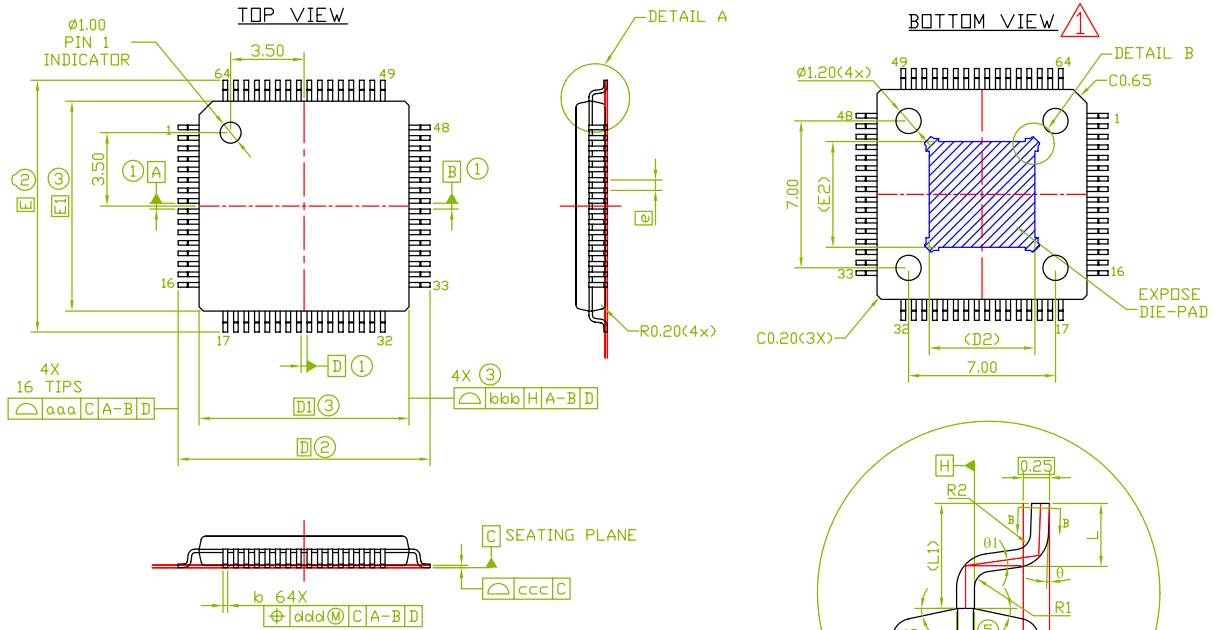 TOP VIEW
Ø1.00
PIN 1
INDICATOR
3.50
64
49
1
48
3.50
1 A
B 1
E 2
E1 3
16
33
17
32
D 1
4X
16 TIPS
aaa C A-B D
4X 3
bbb H A-B D
D1 3
D 2
DETAIL A
e
R0.20(4x)
BOTTOM VIEW 1
49
64
DETAIL B
Ø1.20(4x)
C0.65
48
1
7.00
(E2)
33
16
EXPOSE
DIE-PAD
32
17
C0.20(3X)
(D2)
7.00
C SEATING PLANE
ccc C
b 64X
⌖ ddd Ⓜ C A-B D
H
0.25
R2
B
B
(L1)
θ1
L
θ
R1
5